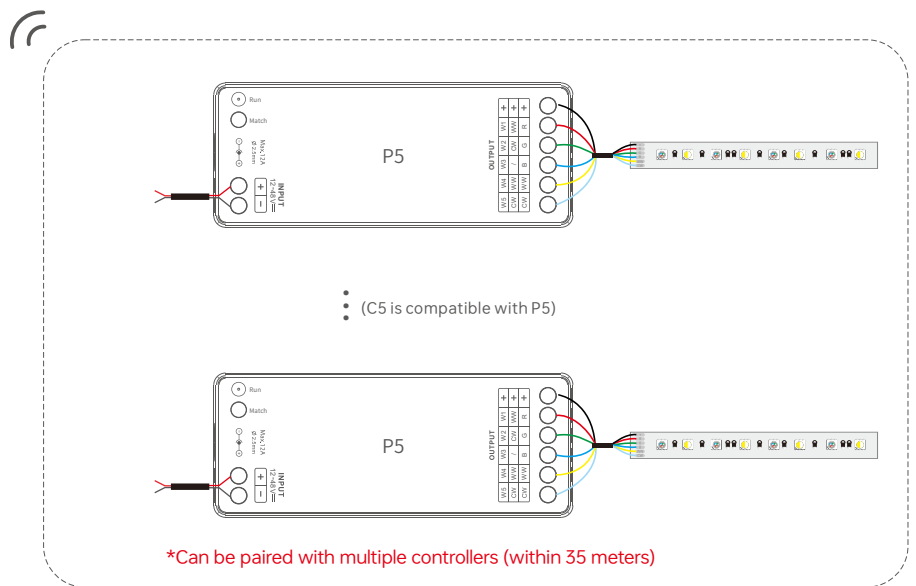 Run
Match
Ø 2.5mm
Max,12A
+
−
INPUT
12~48V
P5
OUTPUT
+ + +
W1 WW R
W2 CW G
W3 / B
W4 WW WW
W5 CW CW
(C5 is compatible with P5)
Run
Match
Ø 2.5mm
Max,12A
+
−
INPUT
12~48V
P5
OUTPUT
+ + +
W1 WW R
W2 CW G
W3 / B
W4 WW WW
W5 CW CW
*Can be paired with multiple controllers (within 35 meters)